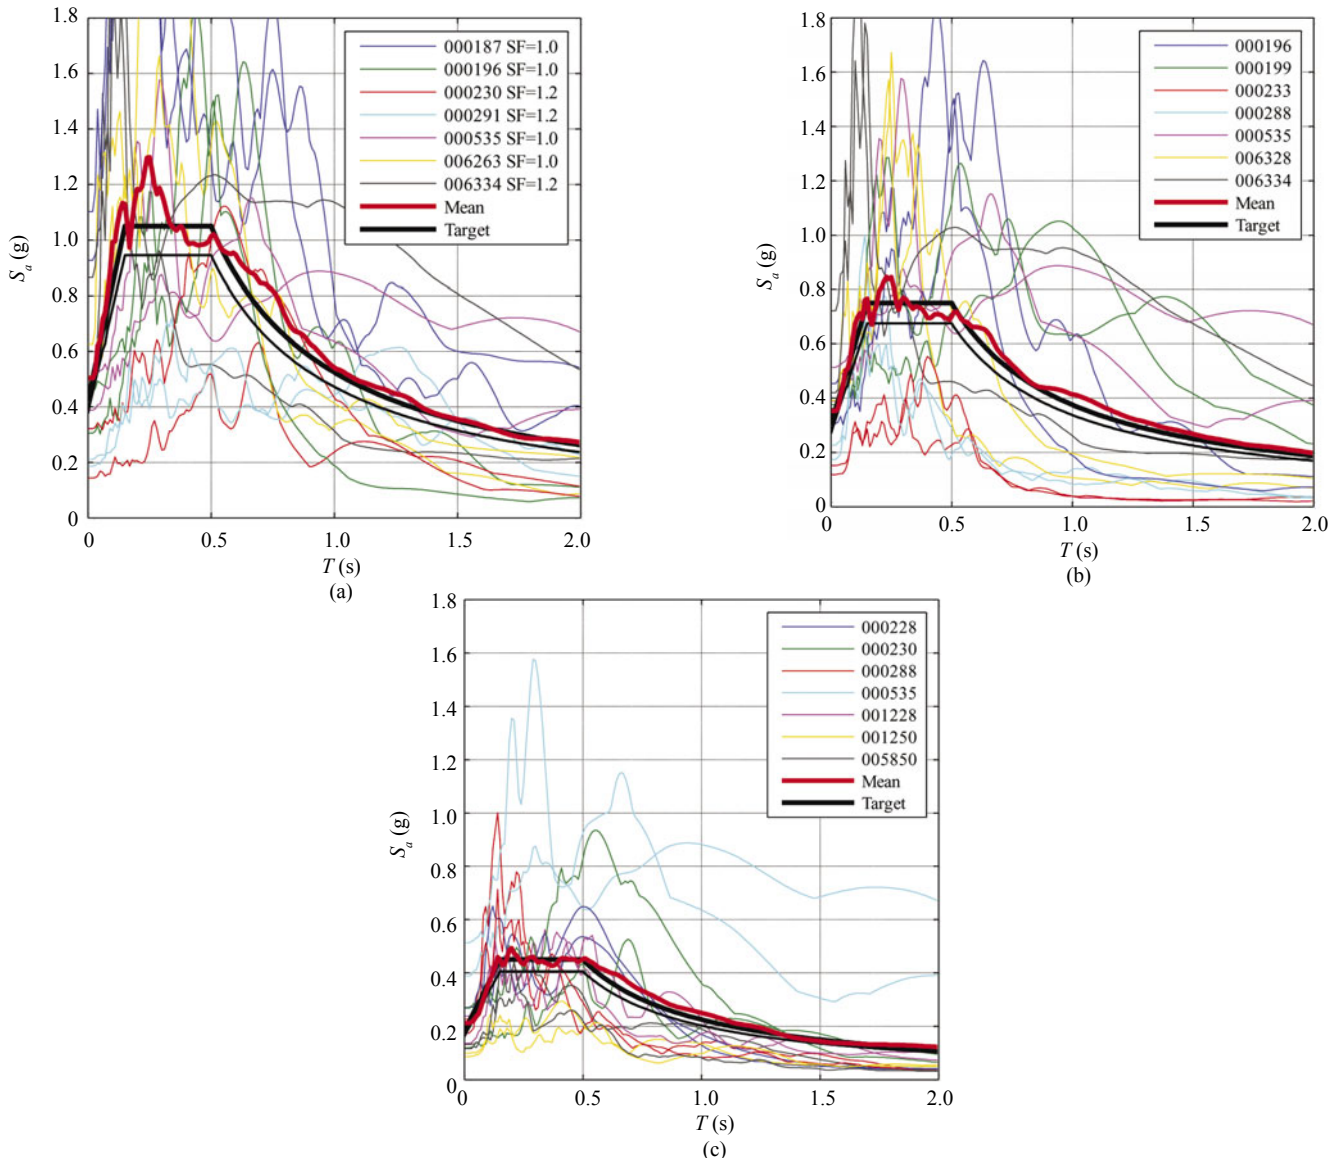 1.8
1.6
1.4
1.2
1.0
0.8
0.6
0.4
0.2
0
Sa (g)
0 0.5 1.0 1.5 2.0
T (s)
(a)
000187 SF=1.0
000196 SF=1.0
000230 SF=1.2
000291 SF=1.2
000535 SF=1.0
006263 SF=1.0
006334 SF=1.2
Mean
Target
1.8
1.6
1.4
1.2
1.0
0.8
0.6
0.4
0.2
0
Sa (g)
0 0.5 1.0 1.5 2.0
T (s)
(b)
000196
000199
000233
000288
000535
006328
006334
Mean
Target
1.8
1.6
1.4
1.2
1.0
0.8
0.6
0.4
0.2
0
Sa (g)
0 0.5 1.0 1.5 2.0
T (s)
(c)
000228
000230
000288
000535
001228
001250
005850
Mean
Target